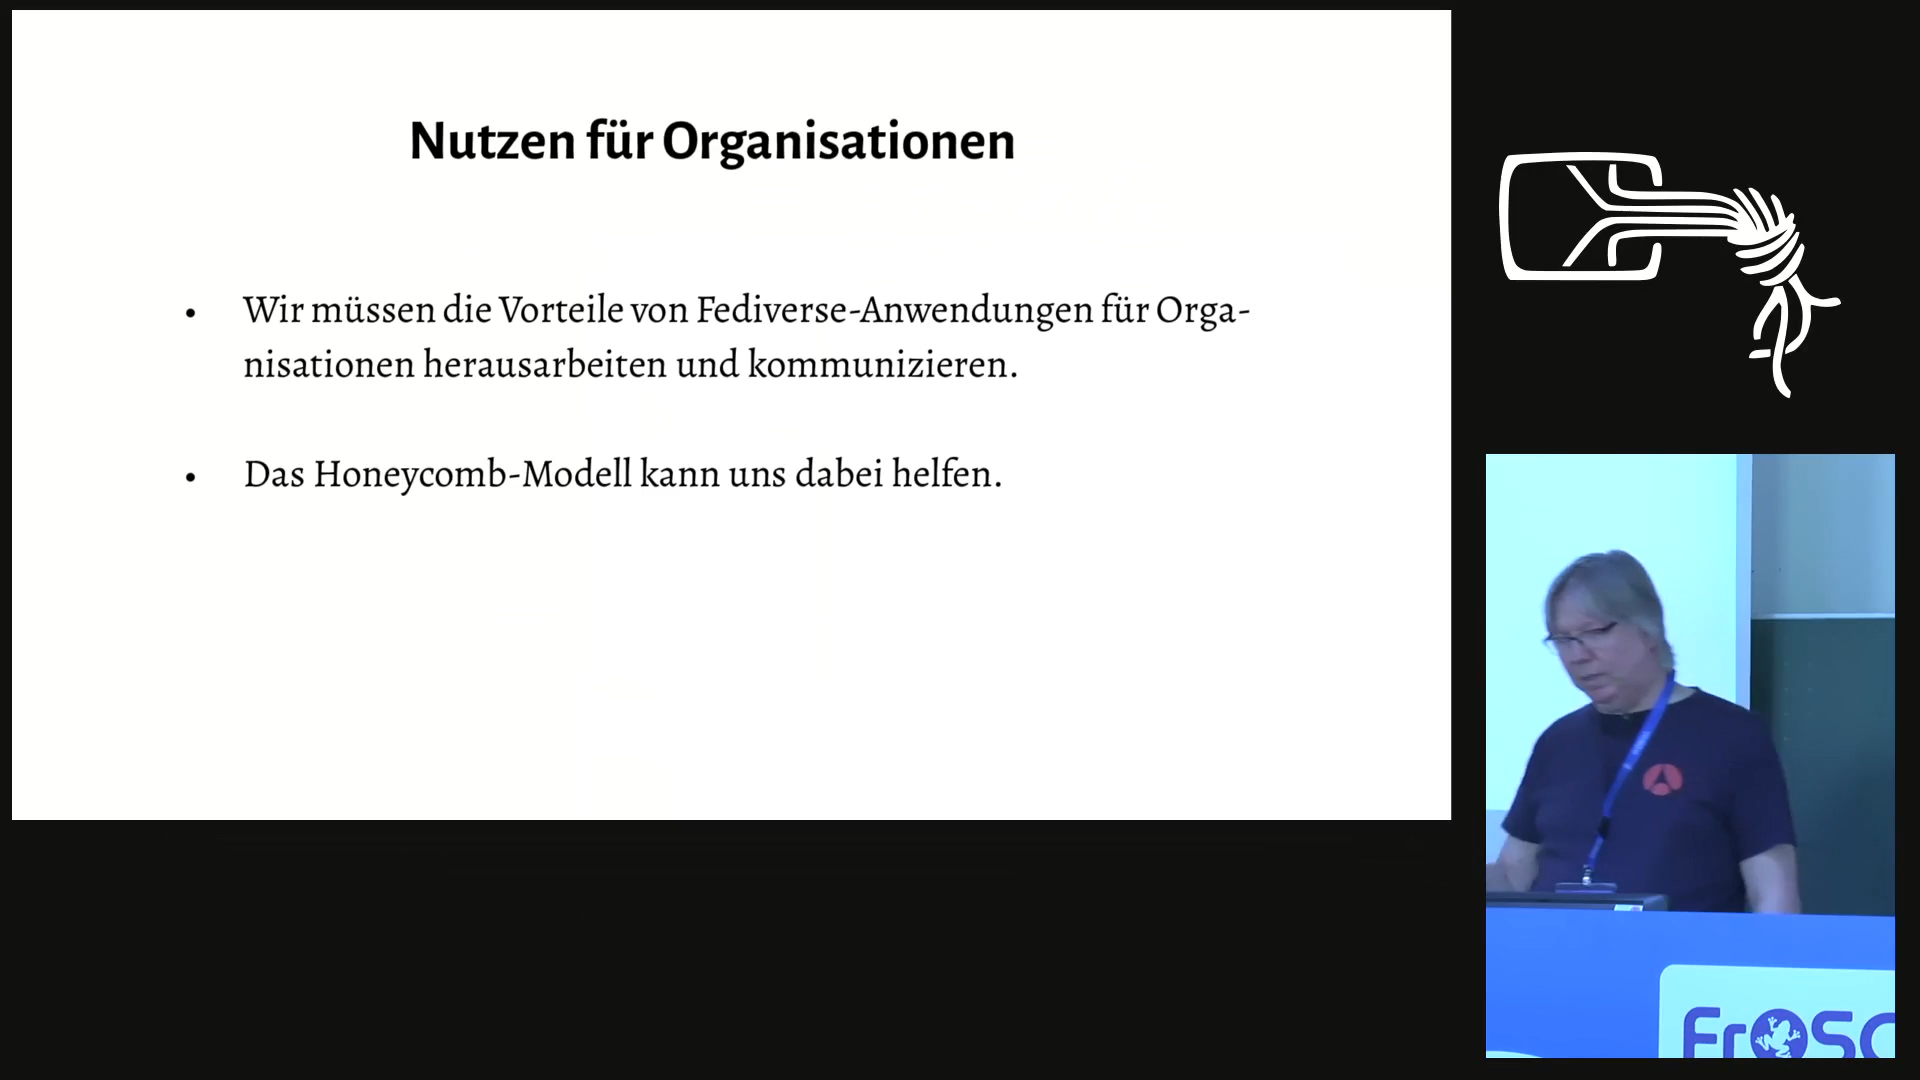 Nutzen für Organisationen
• Wir müssen die Vorteile von Fediverse-Anwendungen für Orga-
nisationen herausarbeiten und kommunizieren.
• Das Honeycomb-Modell kann uns dabei helfen.
FrOSC